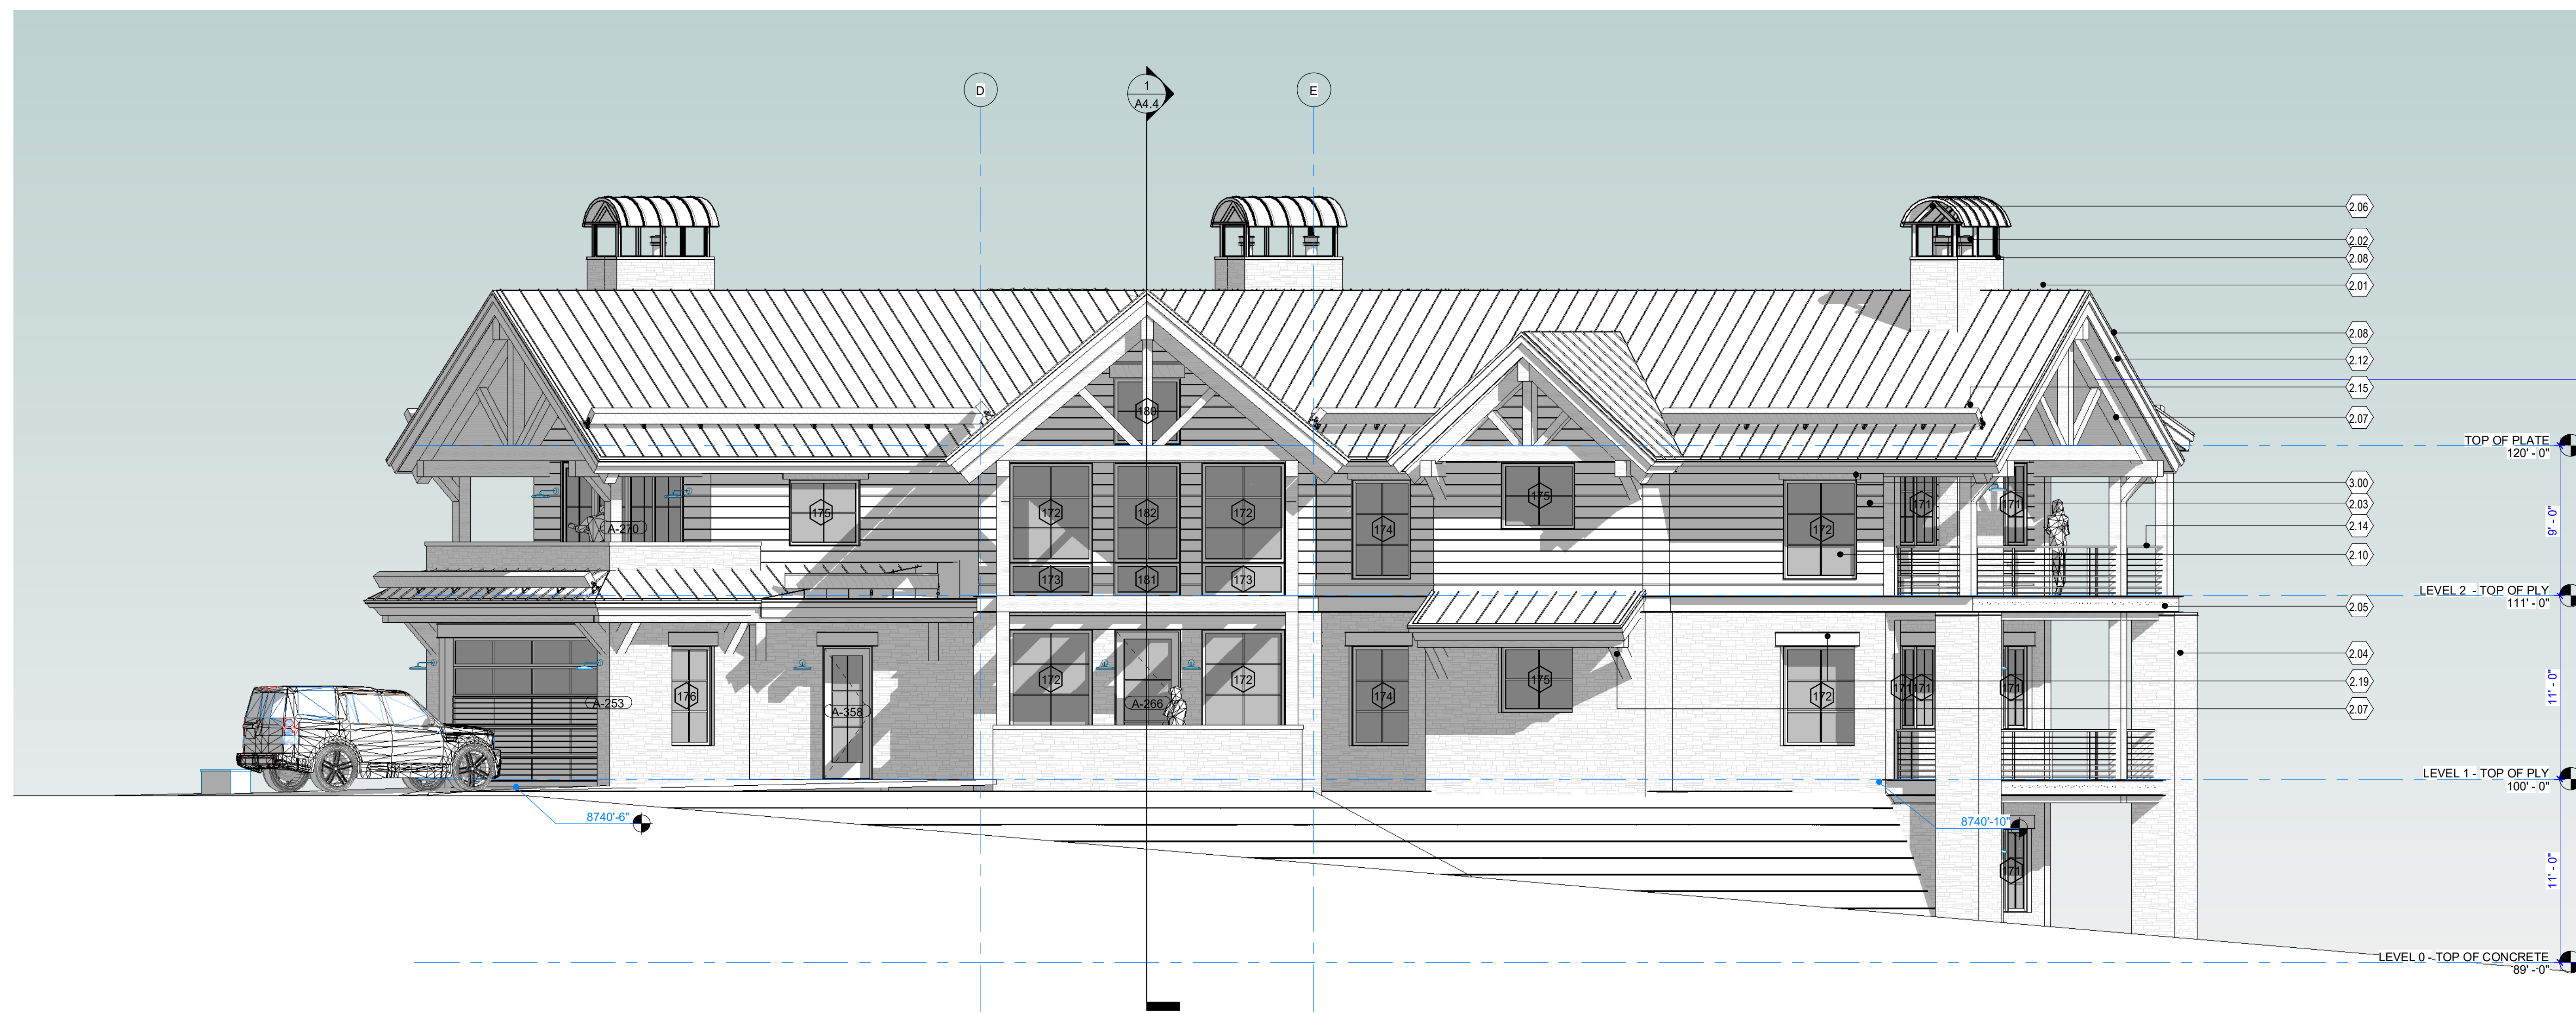 D
1
A4.4
E
2.06
2.02
2.08
2.01
2.08
2.12
2.15
2.07
180
TOP OF PLATE
120' - 0"
3.00
2.03
2.14
2.10
9' - 0"
A-270
175
172
182
172
174
175
172
171
171
173
181
173
LEVEL 2 - TOP OF PLY
111' - 0"
2.05
2.04
2.19
2.07
A-253
176
A-358
172
A-266
172
174
175
172
171
171
171
11' - 0"
LEVEL 1 - TOP OF PLY
100' - 0"
8740'-6"
8740'-10"
171
11' - 0"
LEVEL 0 - TOP OF CONCRETE
89' - 0"